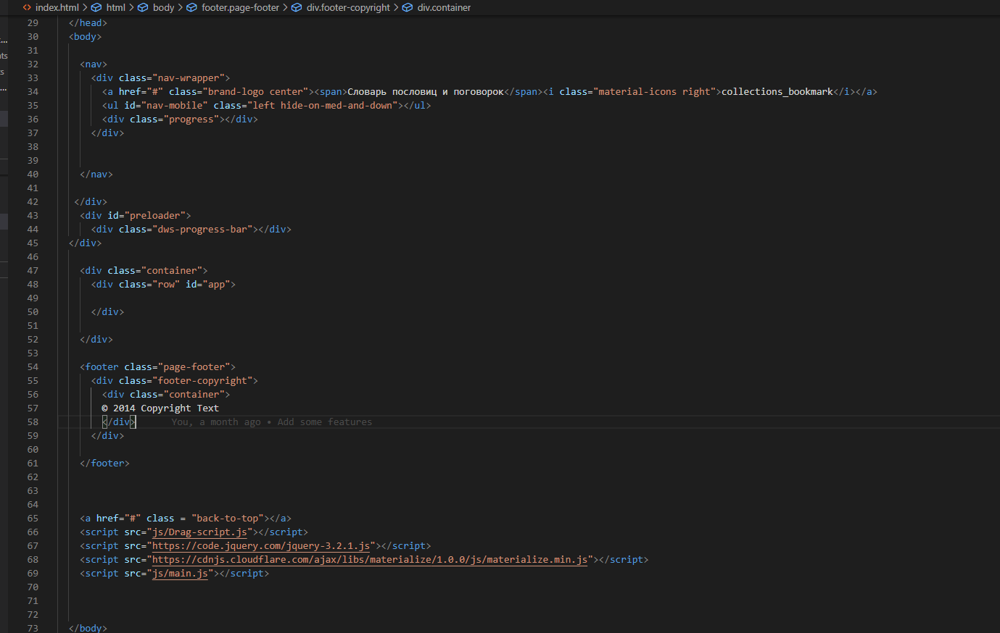 index.html > html > body > footer.page-footer > div.footer-copyright > div.container
29 </head>
30 <body>
31
32 <nav>
33 <div class="nav-wrapper">
34 <a href="#" class="brand-logo center"><span>Словарь пословиц и поговорок</span><i class="material-icons right">collections_bookmark</i></a>
35 <ul id="nav-mobile" class="left hide-on-med-and-down"></ul>
36 <div class="progress"></div>
37 </div>
38
39
40 </nav>
41
42 </div>
43 <div id="preloader">
44 <div class="dws-progress-bar"></div>
45 </div>
46
47 <div class="container">
48 <div class="row" id="app">
49
50 </div>
51
52 </div>
53
54 <footer class="page-footer">
55 <div class="footer-copyright">
56 <div class="container">
57 © 2014 Copyright Text
58 </div> You, a month ago • Add some features
59 </div>
60
61 </footer>
62
63
64
65 <a href="#" class = "back-to-top"></a>
66 <script src="js/Drag-script.js"></script>
67 <script src="https://code.jquery.com/jquery-3.2.1.js"></script>
68 <script src="https://cdnjs.cloudflare.com/ajax/libs/materialize/1.0.0/js/materialize.min.js"></script>
69 <script src="js/main.js"></script>
70
71
72
73 </body>